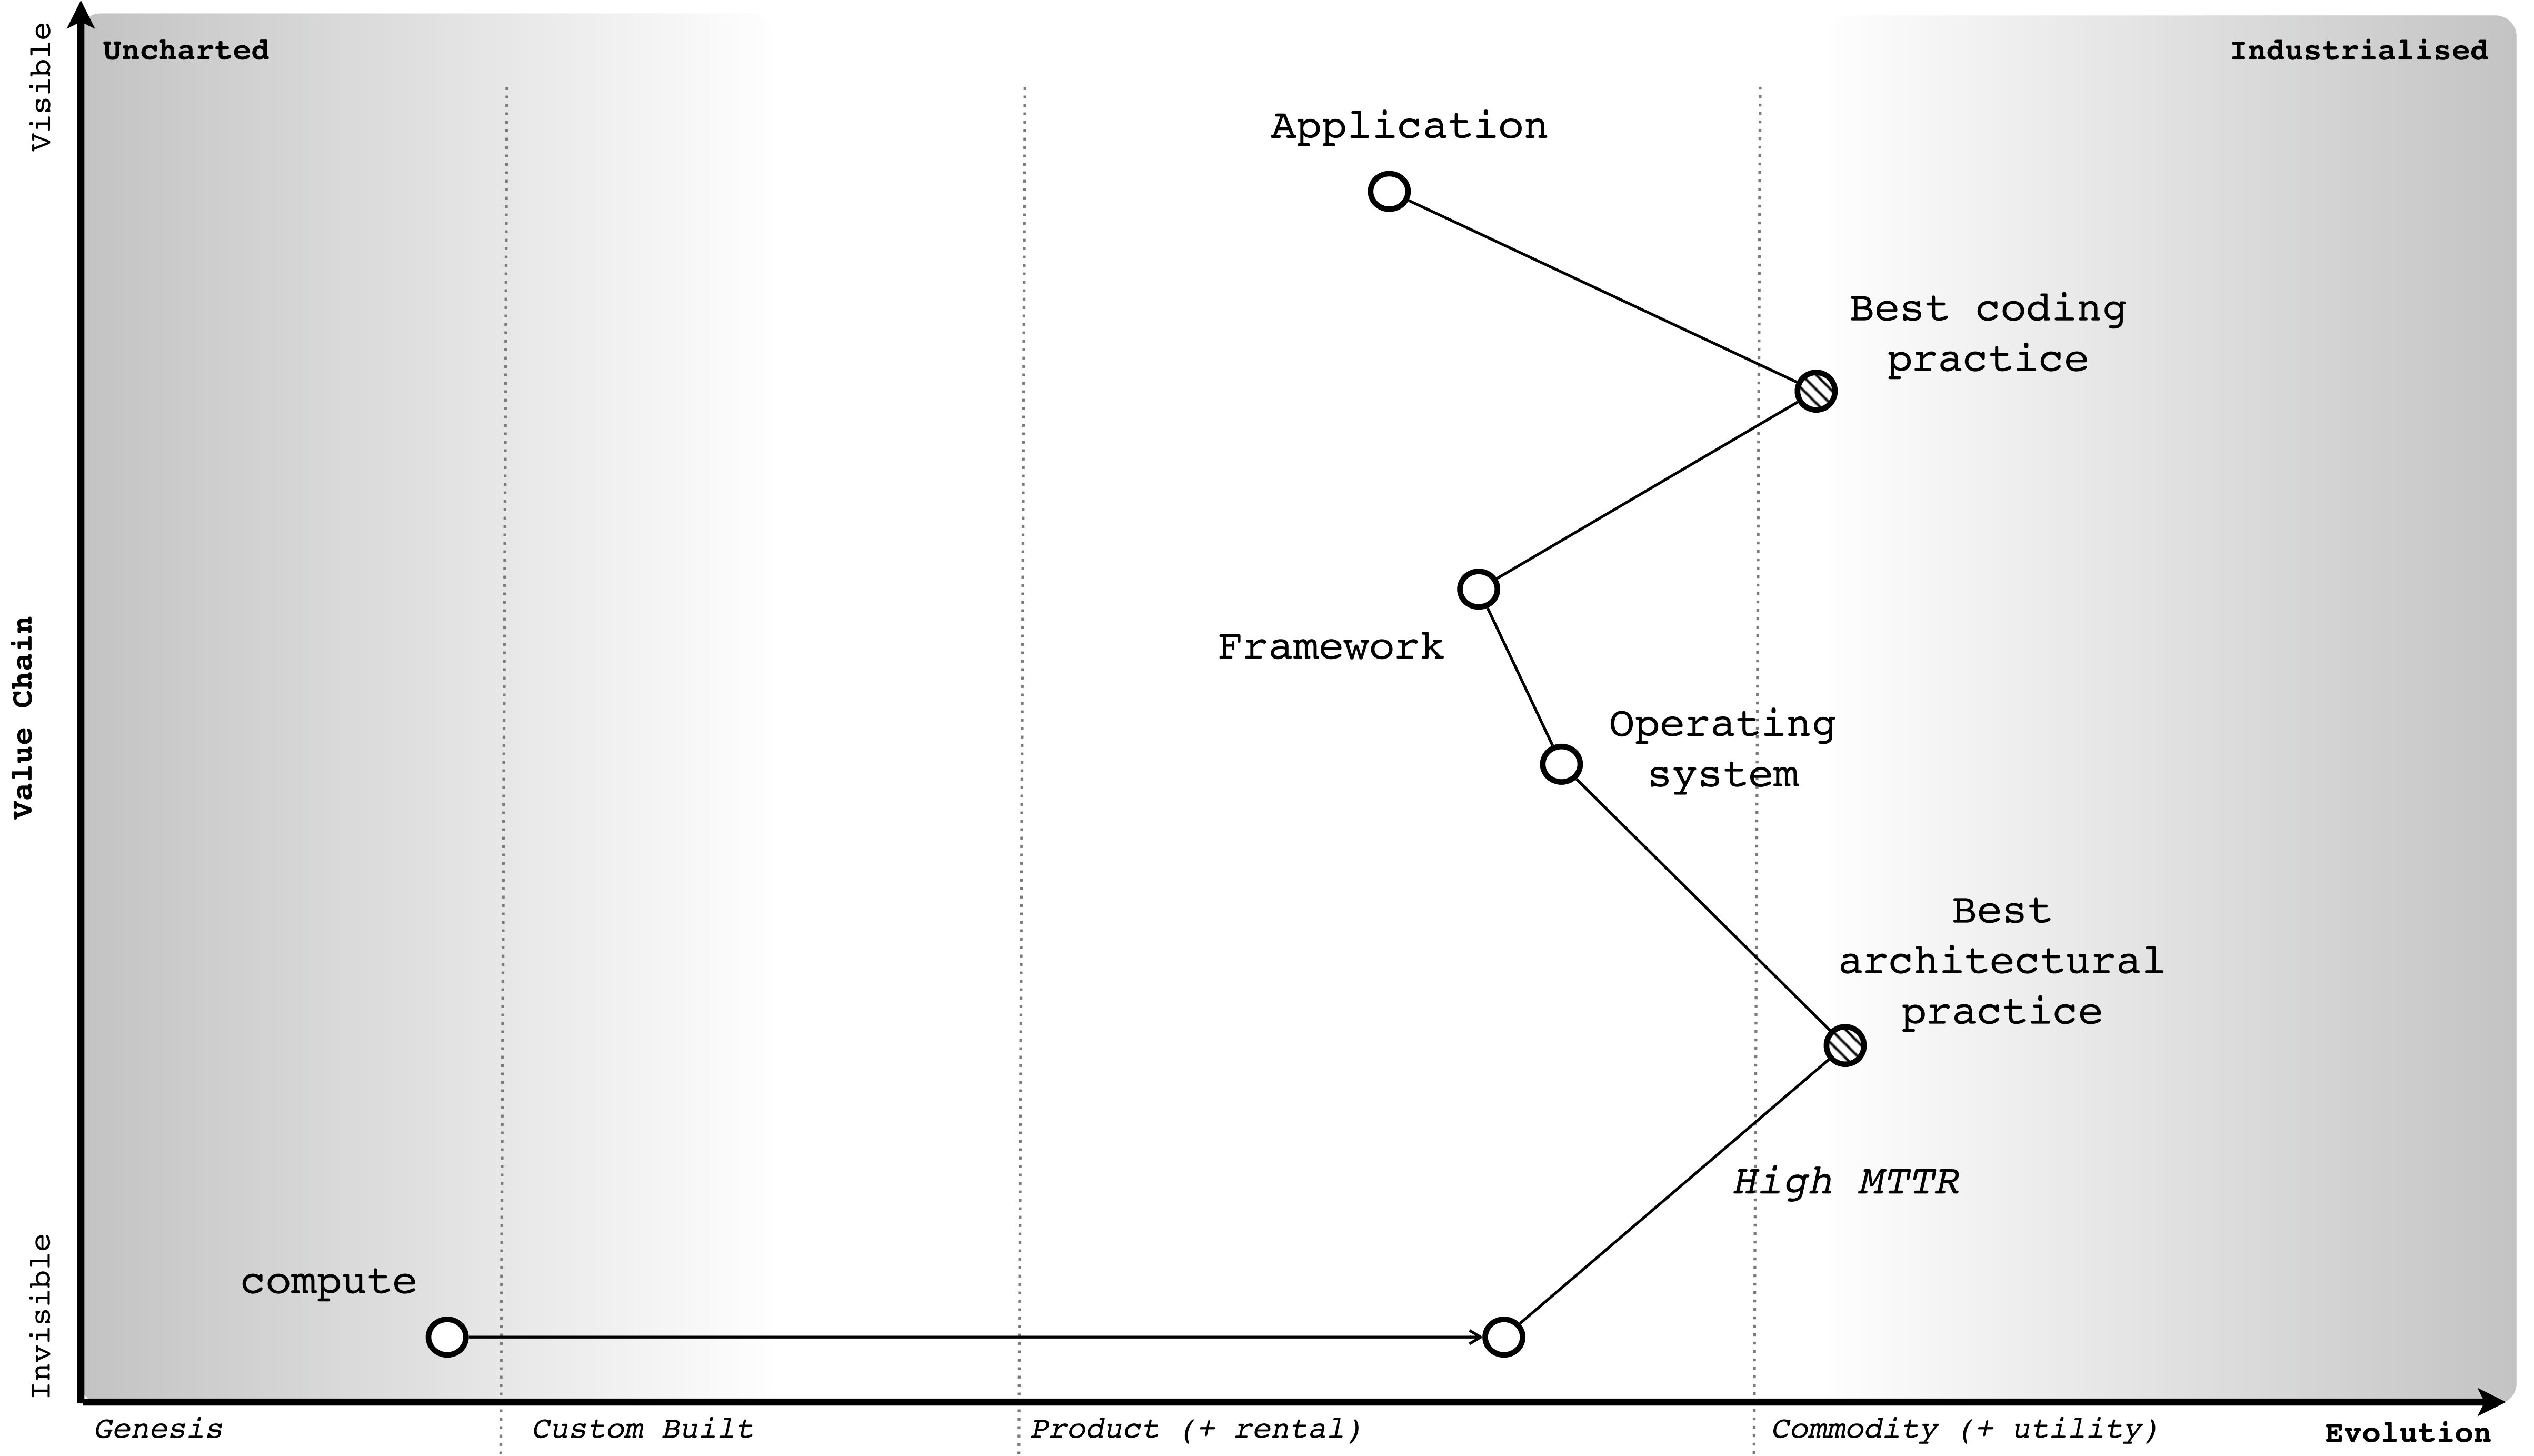 Visible
Uncharted
Industrialised
Application
Best coding
practice
Framework
Value Chain
Operating
system
Best
architectural
practice
High MTTR
Invisible
compute
Genesis
Custom Built
Product (+ rental)
Commodity (+ utility)
Evolution